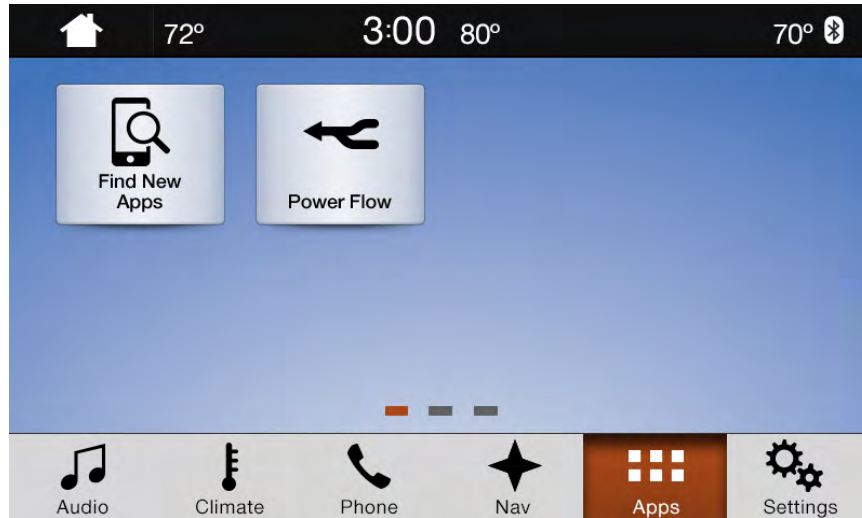 72° 3:00 80° 70°
Find New
Apps
Power Flow
Audio Climate Phone Nav Apps Settings